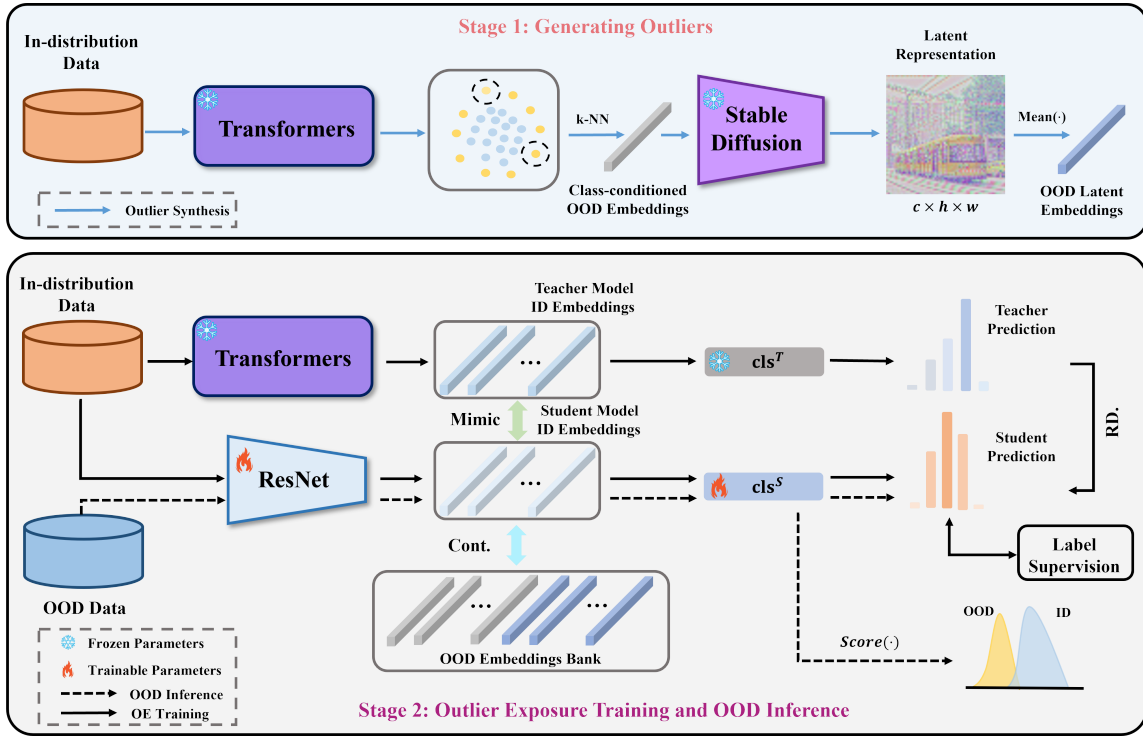 Stage 1: Generating Outliers
In-distribution
Data
Transformers
k-NN
Class-conditioned
OOD Embeddings
Stable
Diffusion
Latent
Representation
c × h × w
Mean(·)
OOD Latent
Embeddings
Outlier Synthesis
In-distribution
Data
Transformers
Teacher Model
ID Embeddings
...
cls^T
Teacher
Prediction
Mimic
Student Model
ID Embeddings
RD.
ResNet
...
cls^S
Student
Prediction
Cont.
Label
Supervision
OOD Data
... ...
OOD Embeddings Bank
Score(·)
OOD
ID
Frozen Parameters
Trainable Parameters
OOD Inference
OE Training
Stage 2: Outlier Exposure Training and OOD Inference